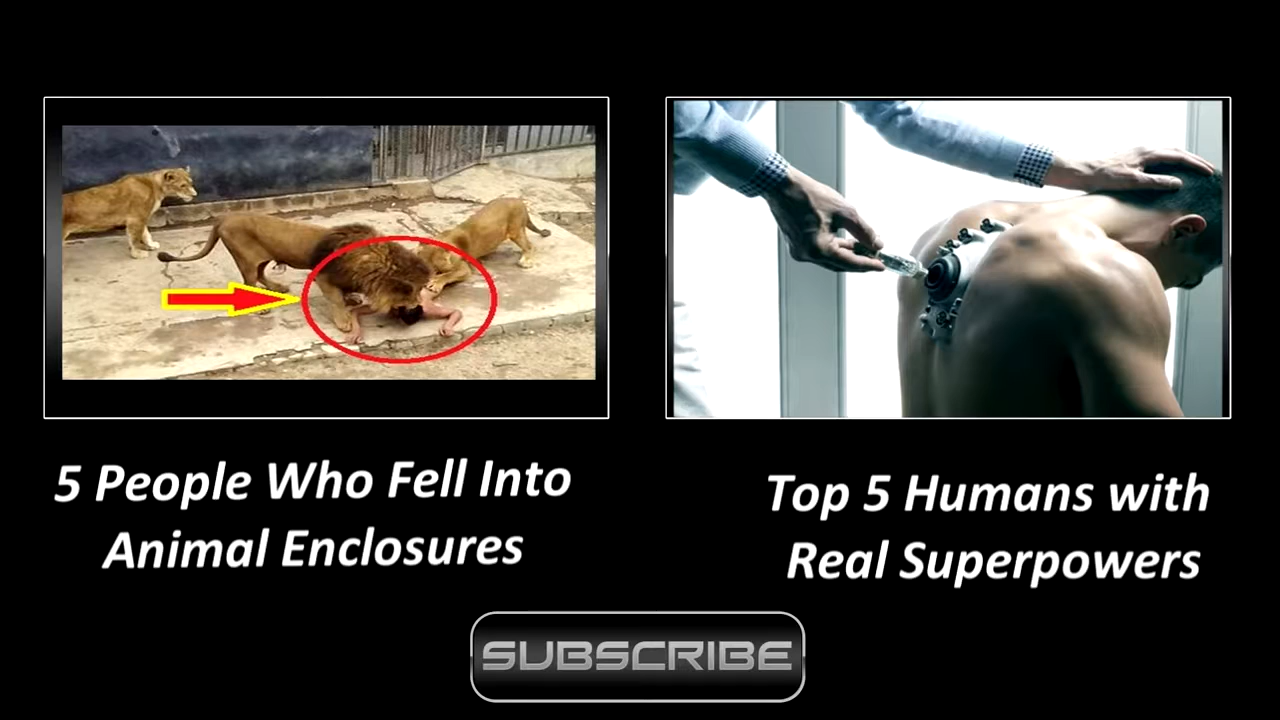 5 People Who Fell Into
Animal Enclosures
Top 5 Humans with
Real Superpowers
SUBSCRIBE